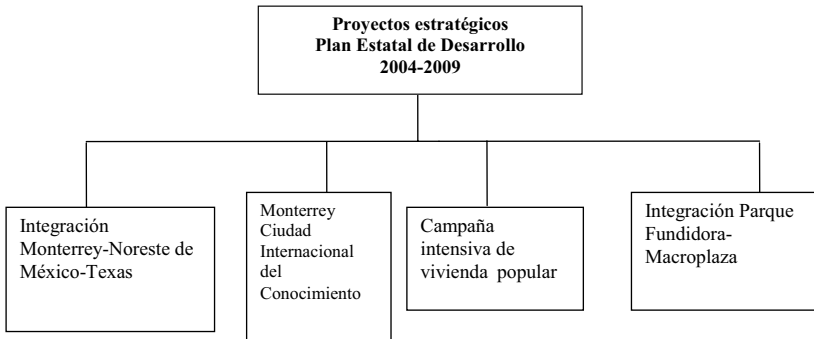 Proyectos estratégicos
Plan Estatal de Desarrollo
2004-2009
Integración
Monterrey-Noreste de
México-Texas
Monterrey
Ciudad
Internacional
del
Conocimiento
Campaña
intensiva de
vivienda popular
Integración Parque
Fundidora-
Macroplaza